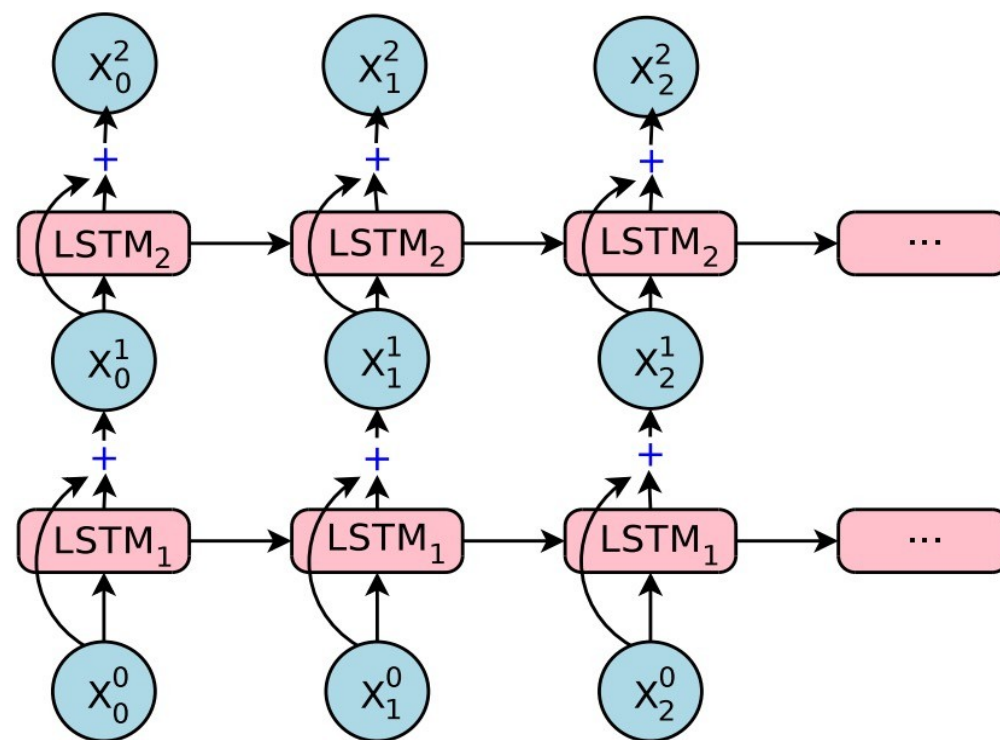 X₀² X₁² X₂²
+ + +
LSTM₂ LSTM₂ LSTM₂ ...
X₀¹ X₁¹ X₂¹
+ + +
LSTM₁ LSTM₁ LSTM₁ ...
X₀⁰ X₁⁰ X₂⁰